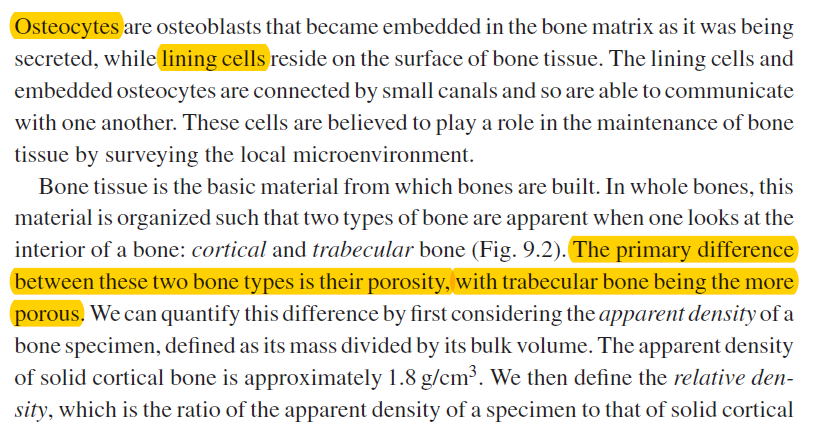 Osteocytes are osteoblasts that became embedded in the bone matrix as it was being
secreted, while lining cells reside on the surface of bone tissue. The lining cells and
embedded osteocytes are connected by small canals and so are able to communicate
with one another. These cells are believed to play a role in the maintenance of bone
tissue by surveying the local microenvironment.
Bone tissue is the basic material from which bones are built. In whole bones, this
material is organized such that two types of bone are apparent when one looks at the
interior of a bone: cortical and trabecular bone (Fig. 9.2). The primary difference
between these two bone types is their porosity, with trabecular bone being the more
porous. We can quantify this difference by first considering the apparent density of a
bone specimen, defined as its mass divided by its bulk volume. The apparent density
of solid cortical bone is approximately 1.8 g/cm³. We then define the relative den-
sity, which is the ratio of the apparent density of a specimen to that of solid cortical